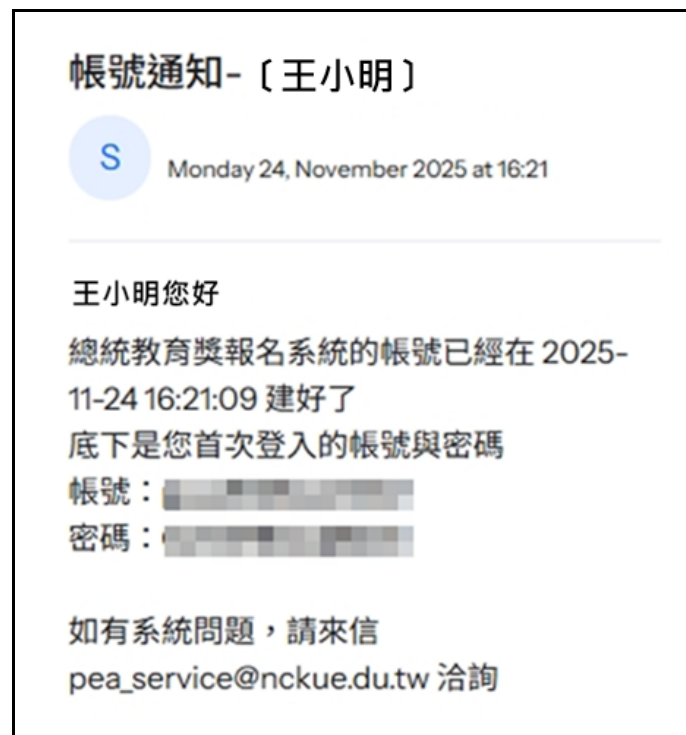 帳號通知-〔王小明〕
S
Monday 24, November 2025 at 16:21
王小明您好
總統教育獎報名系統的帳號已經在 2025-
11-24 16:21:09 建好了
底下是您首次登入的帳號與密碼
帳號：
密碼：
如有系統問題，請來信
pea_service@nckue.du.tw 洽詢